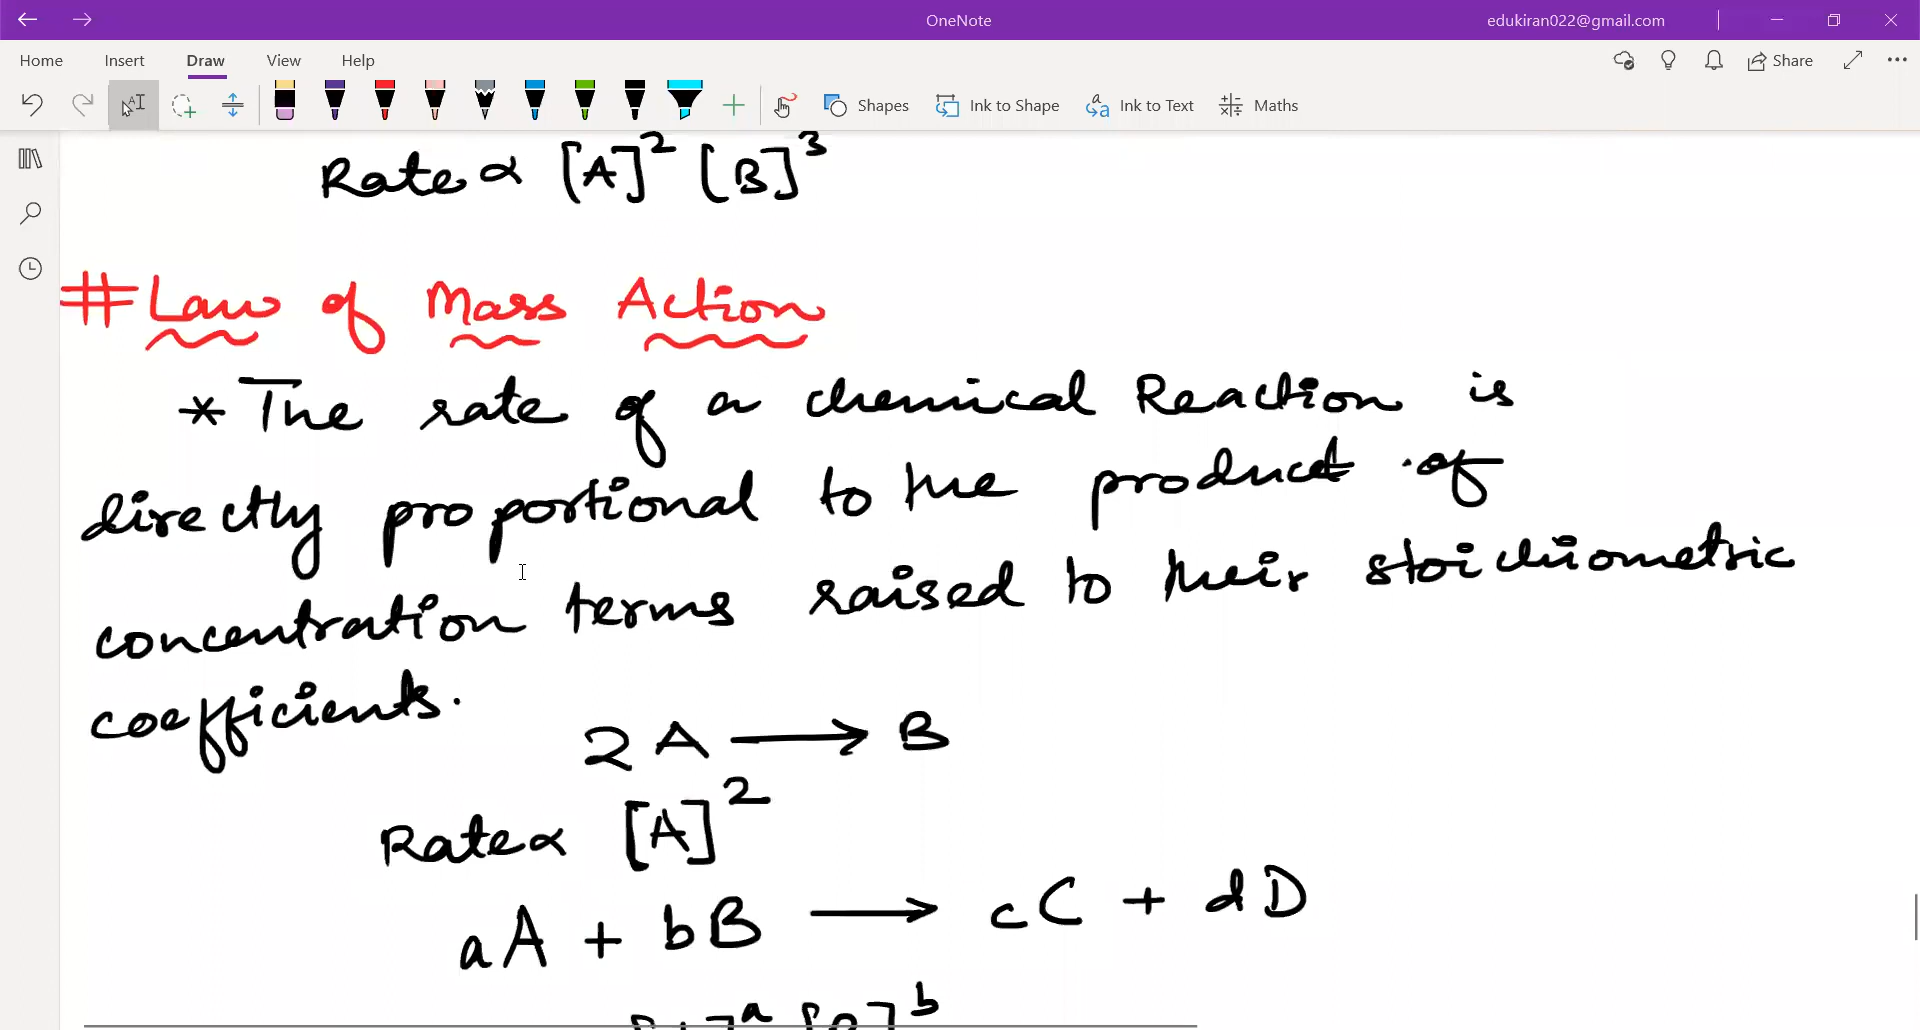 OneNote
edukiran022@gmail.com
Home Insert Draw View Help
Share
Shapes Ink to Shape Ink to Text Maths
Rate ∝ [A]² [B]³
#Law of Mass Action
* The rate of a chemical Reaction is
directly proportional to the product of
concentration terms raised to their stoichiometric
coefficients.
2 A ⟶ B
Rate ∝ [A]²
aA + bB ⟶ cC + dD